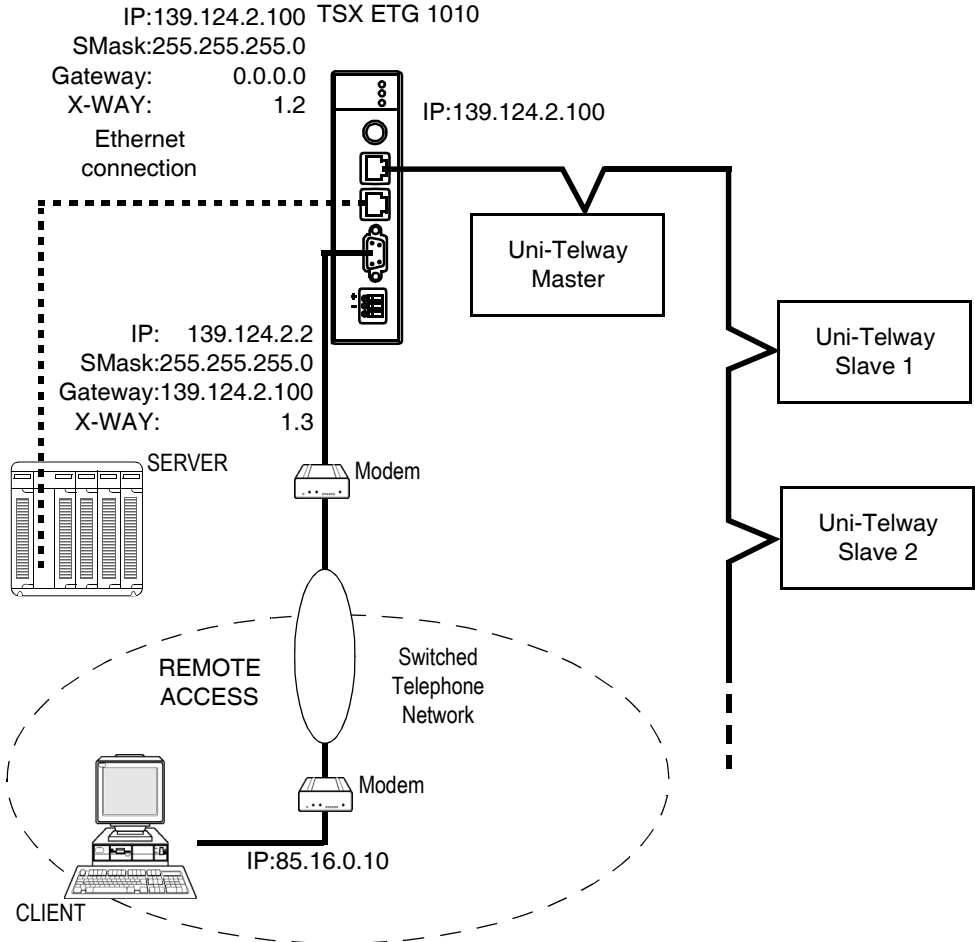 IP:139.124.2.100 TSX ETG 1010
SMask:255.255.255.0
Gateway: 0.0.0.0
X-WAY: 1.2
IP:139.124.2.100
Ethernet
connection
Uni-Telway
Master
IP: 139.124.2.2
SMask:255.255.255.0
Gateway:139.124.2.100
X-WAY: 1.3
Uni-Telway
Slave 1
SERVER
Modem
Uni-Telway
Slave 2
REMOTE
ACCESS
Switched
Telephone
Network
Modem
IP:85.16.0.10
CLIENT